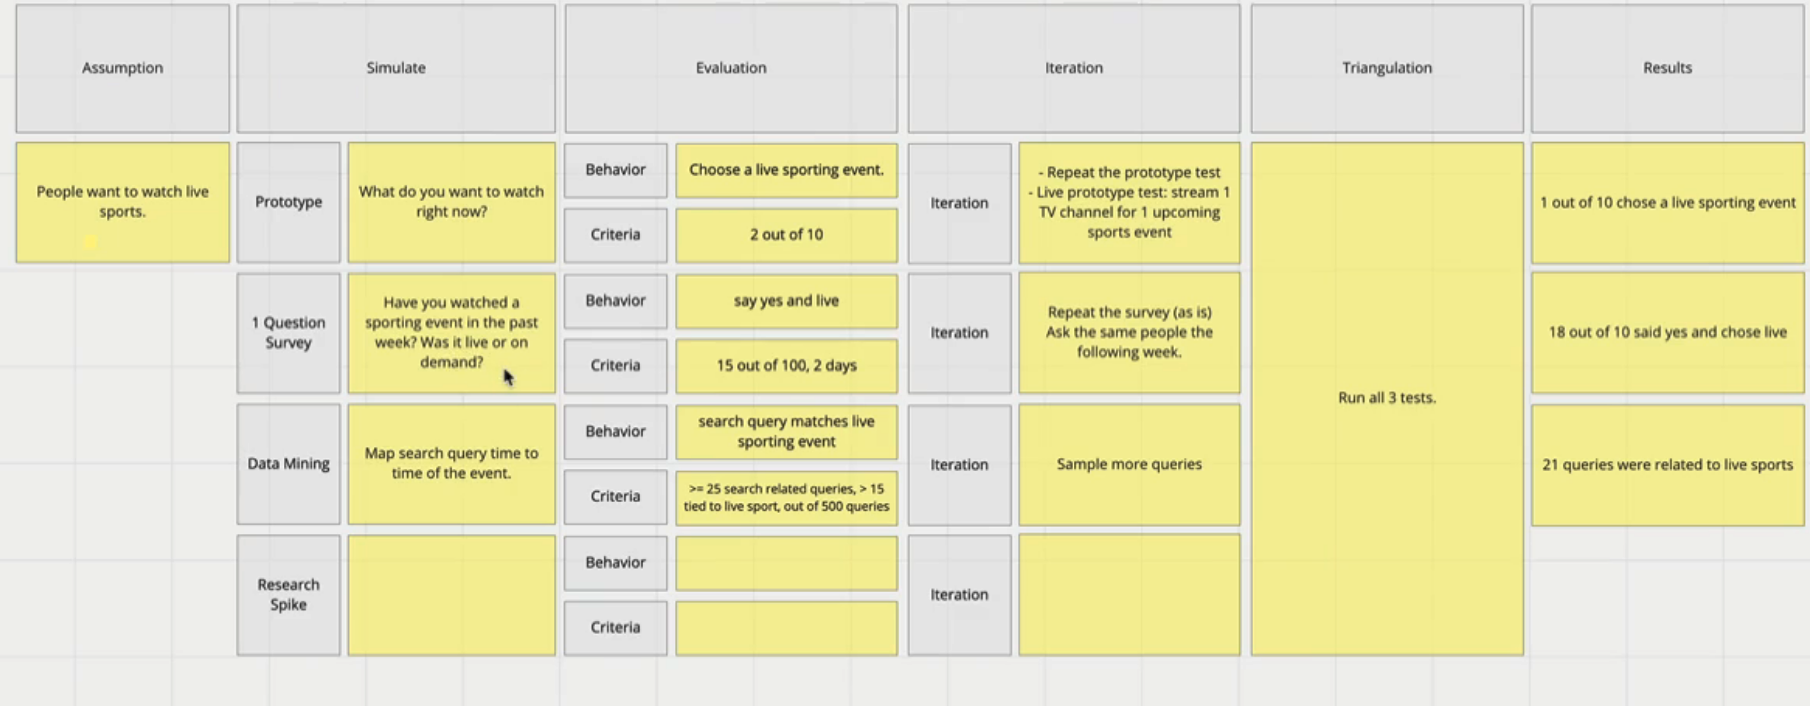 Assumption
Simulate
Evaluation
Iteration
Triangulation
Results
People want to watch live
sports.
Prototype
What do you want to watch
right now?
Behavior
Choose a live sporting event.
Criteria
2 out of 10
Iteration
- Repeat the prototype test
- Live prototype test: stream 1
TV channel for 1 upcoming
sports event
Run all 3 tests.
1 out of 10 chose a live sporting event
1 Question
Survey
Have you watched a
sporting event in the past
week? Was it live or on
demand?
Behavior
say yes and live
Criteria
15 out of 100, 2 days
Iteration
Repeat the survey (as is)
Ask the same people the
following week.
18 out of 10 said yes and chose live
Data Mining
Map search query time to
time of the event.
Behavior
search query matches live
sporting event
Criteria
>= 25 search related queries, > 15
tied to live sport, out of 500 queries
Iteration
Sample more queries
21 queries were related to live sports
Research
Spike
Behavior
Criteria
Iteration